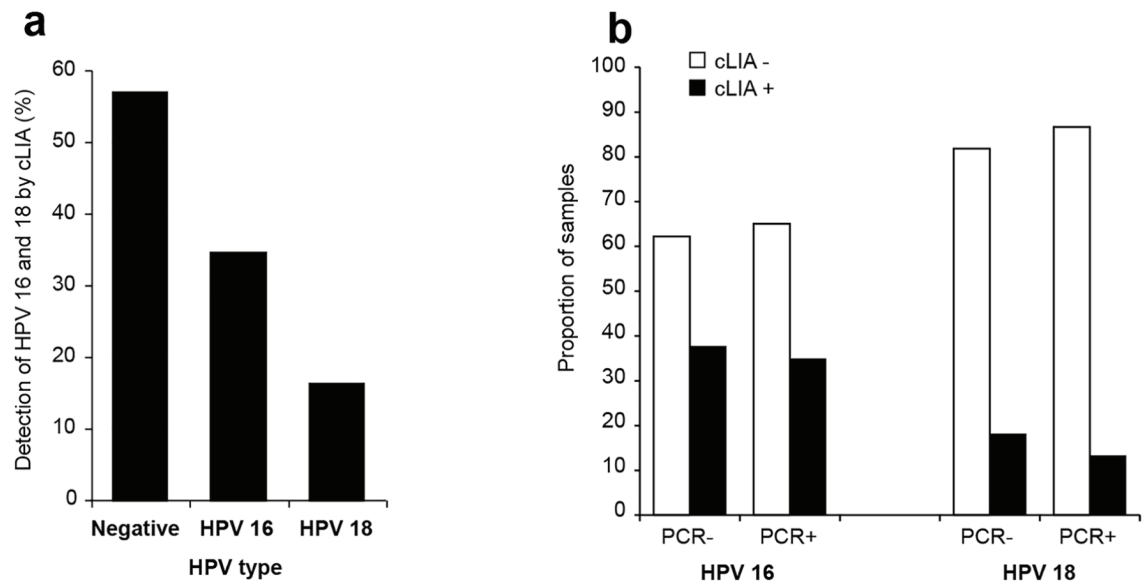 a
Detection of HPV 16 and 18 by cLIA (%)
60
50
40
30
20
10
0
Negative HPV 16 HPV 18
HPV type
b
cLIA -
cLIA +
Proportion of samples
100
90
80
70
60
50
40
30
20
10
0
PCR- PCR+ PCR- PCR+
HPV 16 HPV 18